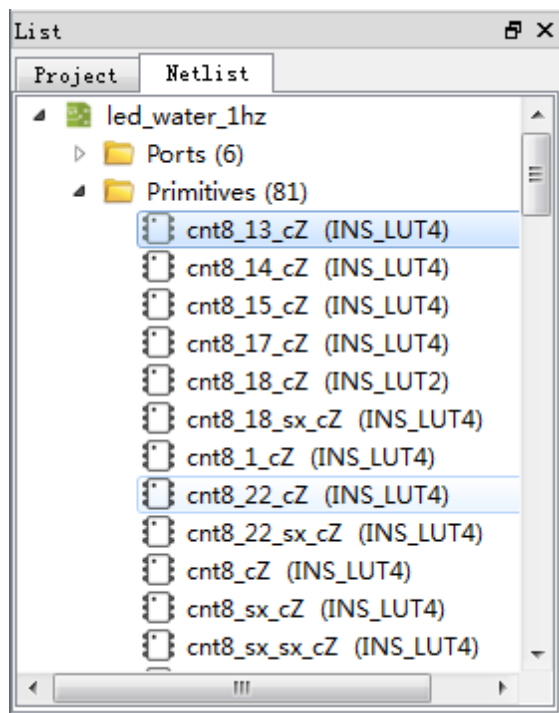 List
Project Netlist
led_water_1hz
Ports (6)
Primitives (81)
cnt8_13_cZ (INS_LUT4)
cnt8_14_cZ (INS_LUT4)
cnt8_15_cZ (INS_LUT4)
cnt8_17_cZ (INS_LUT4)
cnt8_18_cZ (INS_LUT2)
cnt8_18_sx_cZ (INS_LUT4)
cnt8_1_cZ (INS_LUT4)
cnt8_22_cZ (INS_LUT4)
cnt8_22_sx_cZ (INS_LUT4)
cnt8_cZ (INS_LUT4)
cnt8_sx_cZ (INS_LUT4)
cnt8_sx_sx_cZ (INS_LUT4)